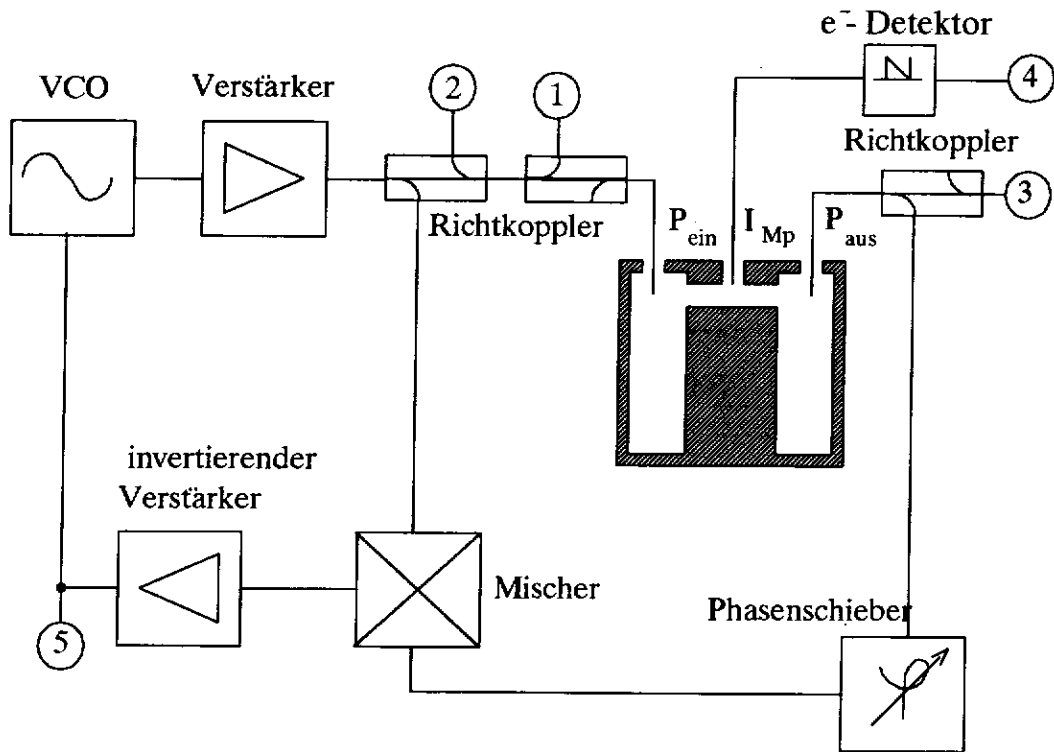 e⁻- Detektor
VCO
Verstärker
2
1
4
Richtkoppler
3
Richtkoppler
P ein
I Mp
P aus
invertierender
Verstärker
Mischer
Phasenschieber
5